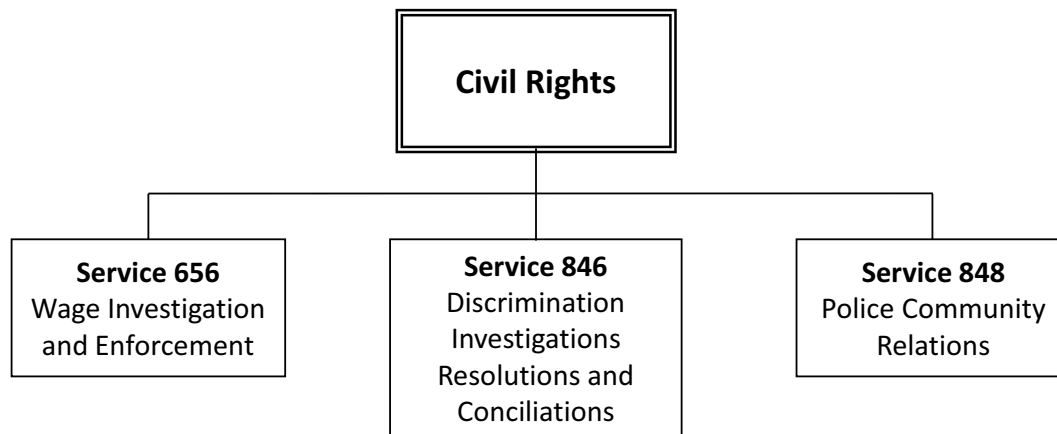 Civil Rights
Service 656
Wage Investigation
and Enforcement
Service 846
Discrimination
Investigations
Resolutions and
Conciliations
Service 848
Police Community
Relations